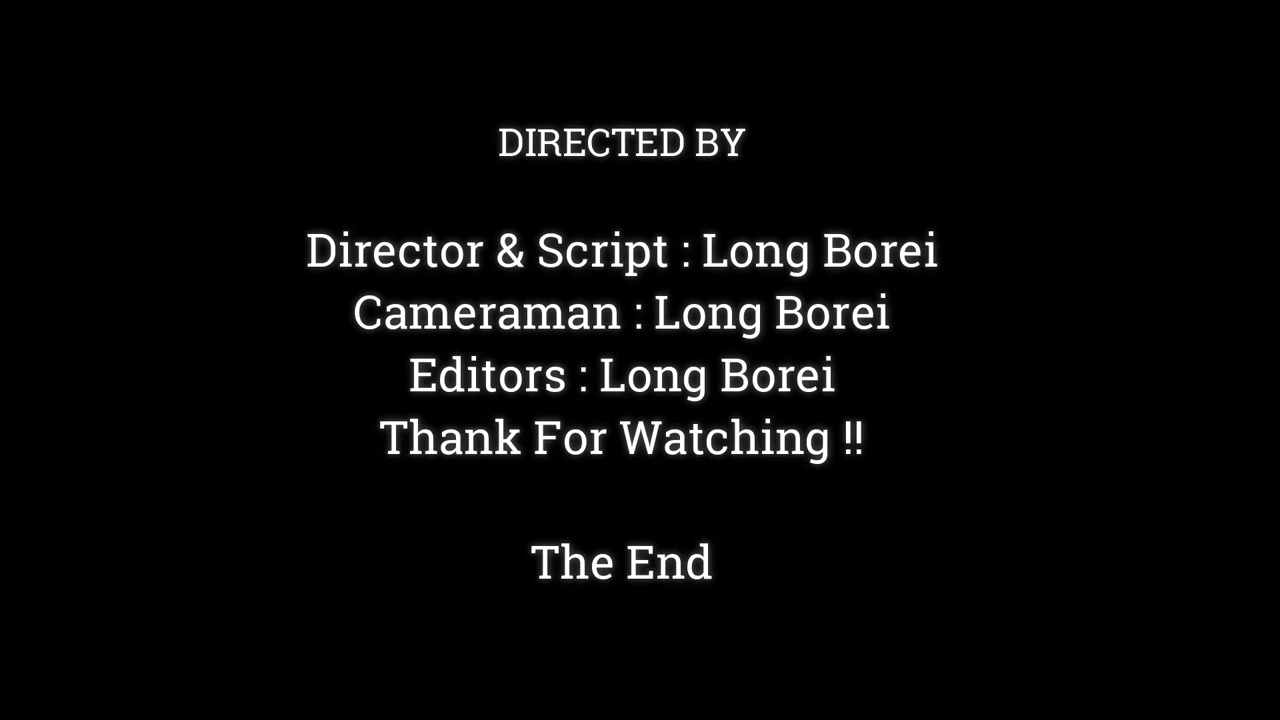 DIRECTED BY
Director & Script : Long Borei
Cameraman : Long Borei
Editors : Long Borei
Thank For Watching !!
The End